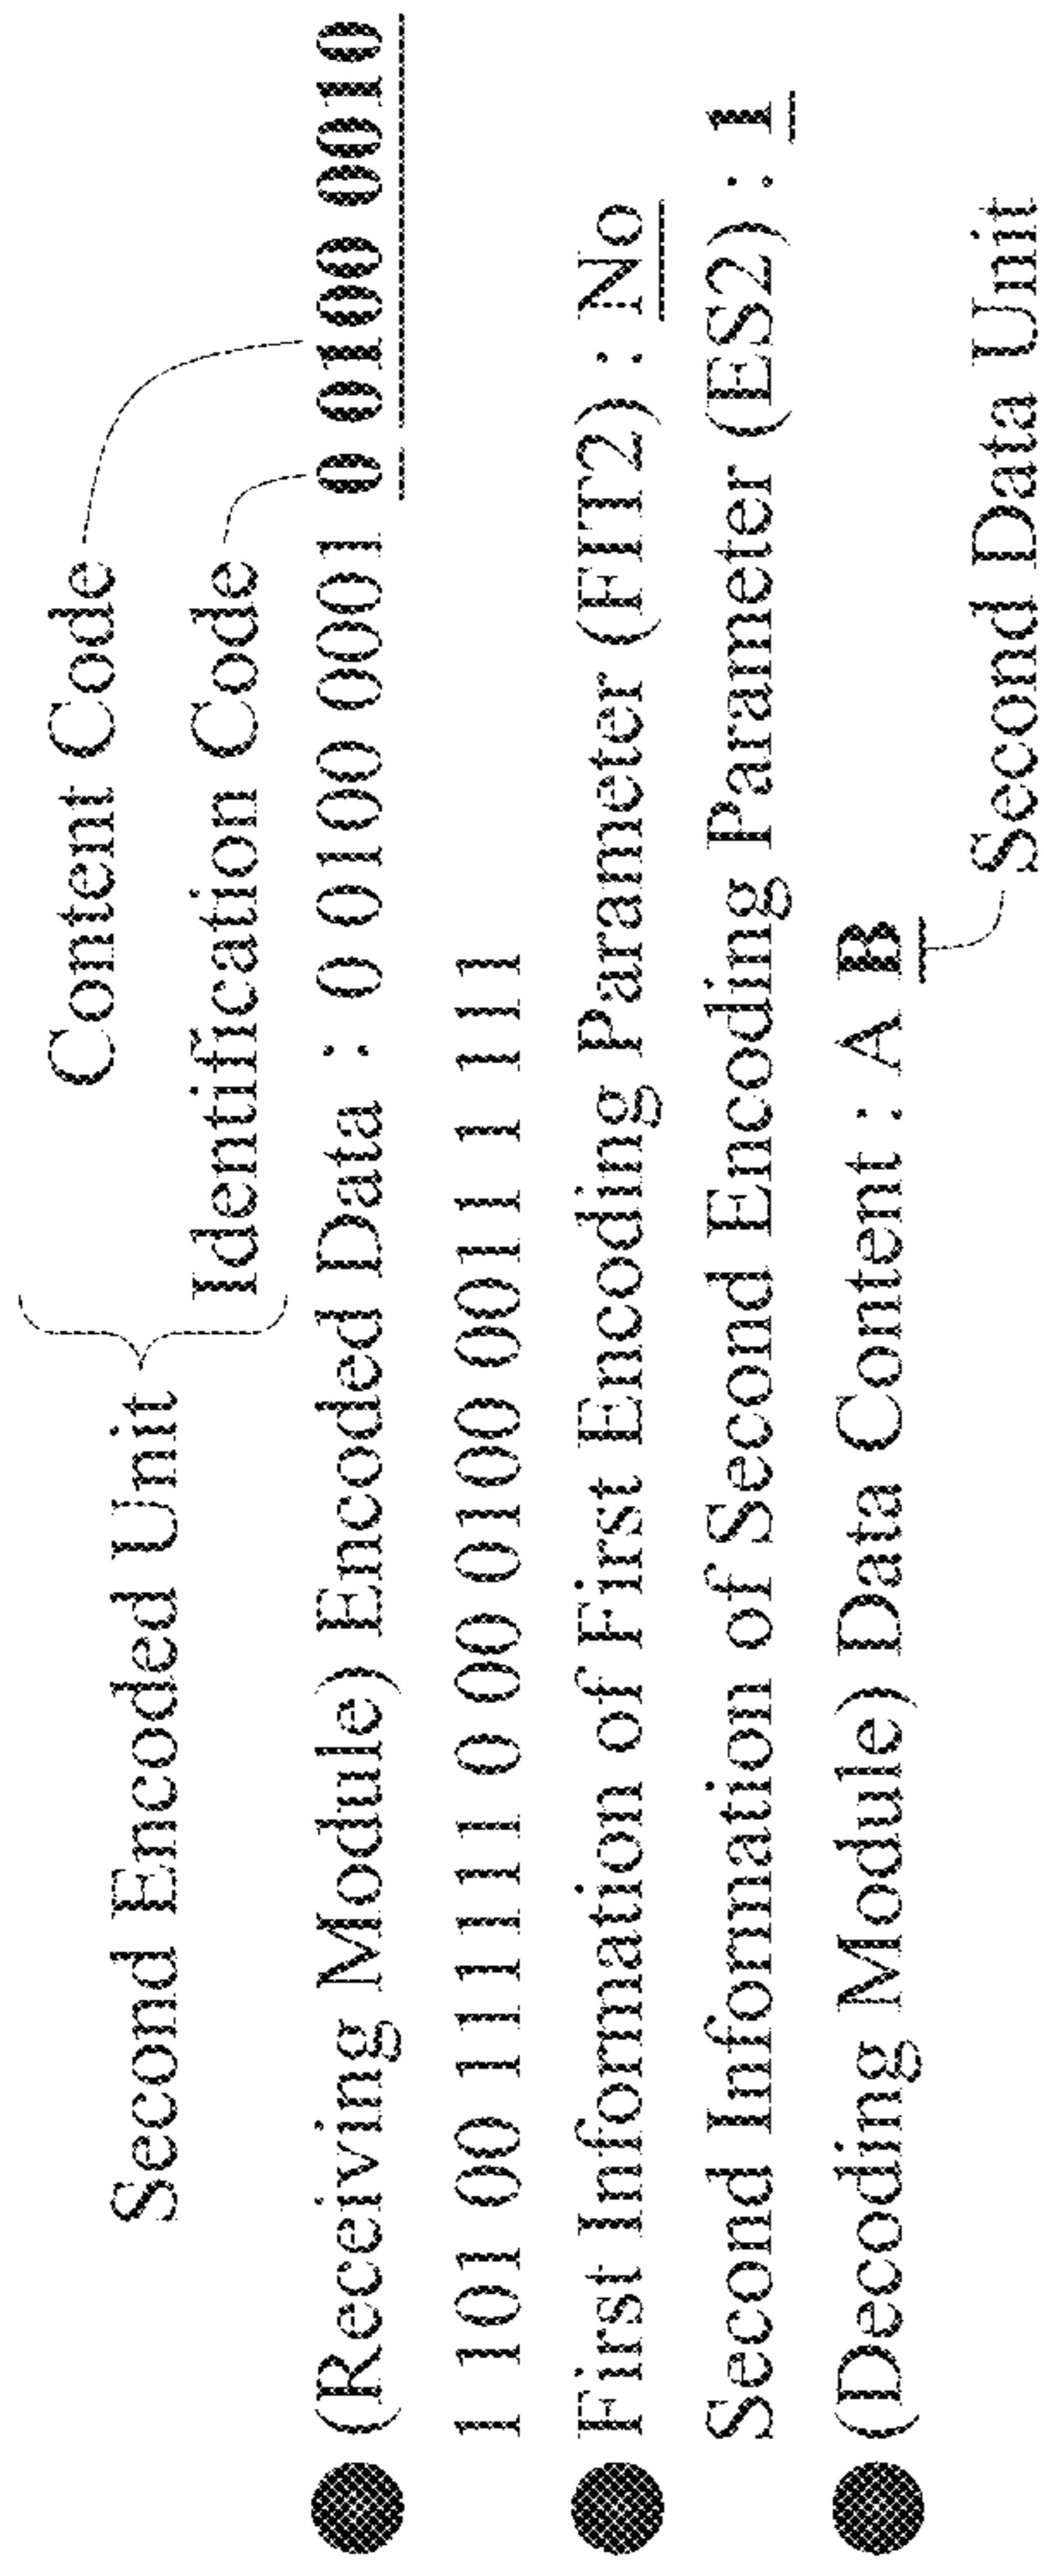 Content Code
Second Encoded Unit
Identification Code
(Receiving Module) Encoded Data : 0 0100 0001 0 0100 0010
1 101 00 11 1111 0 00 0100 0011 1 111
First Information of First Encoding Parameter (FIT2) : No
Second Information of Second Encoding Parameter (ES2) : 1
(Decoding Module) Data Content : A B
Second Data Unit